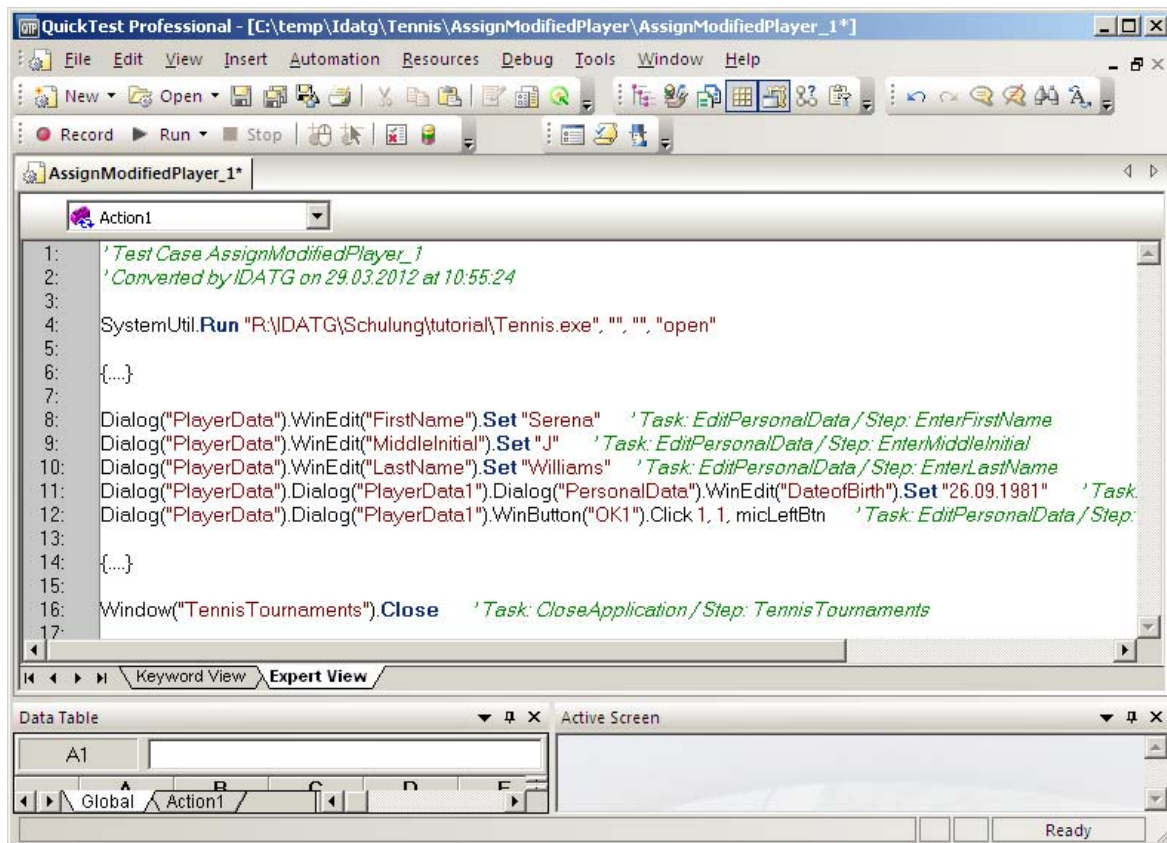 QuickTest Professional - [C:\temp\Idatg\Tennis\AssignModifiedPlayer\AssignModifiedPlayer_1*]
File Edit View Insert Automation Resources Debug Tools Window Help
New Open
Record Run Stop
AssignModifiedPlayer_1*
Action1
1: 'Test Case AssignModifiedPlayer_1
2: 'Converted by IDATG on 29.03.2012 at 10:55:24
3:
4: SystemUtil.Run "R:\IDATG\Schulung\tutorial\Tennis.exe", "", "", "open"
5:
6: {....}
7:
8: Dialog("PlayerData").WinEdit("FirstName").Set "Serena" 'Task: EditPersonalData / Step: EnterFirstName
9: Dialog("PlayerData").WinEdit("MiddleInitial").Set "J" 'Task: EditPersonalData / Step: EnterMiddleInitial
10: Dialog("PlayerData").WinEdit("LastName").Set "Williams" 'Task: EditPersonalData / Step: EnterLastName
11: Dialog("PlayerData").Dialog("PlayerData1").Dialog("PersonalData").WinEdit("DateofBirth").Set "26.09.1981" 'Task:
12: Dialog("PlayerData").Dialog("PlayerData1").WinButton("OK1").Click 1, 1, micLeftBtn 'Task: EditPersonalData / Step:
13:
14: {....}
15:
16: Window("TennisTournaments").Close 'Task: CloseApplication / Step: TennisTournaments
17:
Keyword View Expert View
Data Table Active Screen
A1
A B C D E
Global Action1
Ready